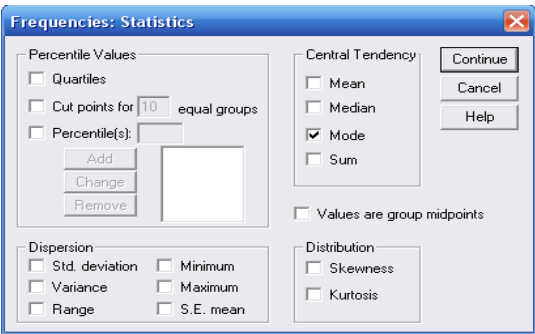 Frequencies: Statistics
Percentile Values
Quartiles
Cut points for 10 equal groups
Percentile(s):
Add
Change
Remove
Central Tendency
Mean
Median
Mode
Sum
Continue
Cancel
Help
Values are group midpoints
Dispersion
Std. deviation Minimum
Variance Maximum
Range S.E. mean
Distribution
Skewness
Kurtosis